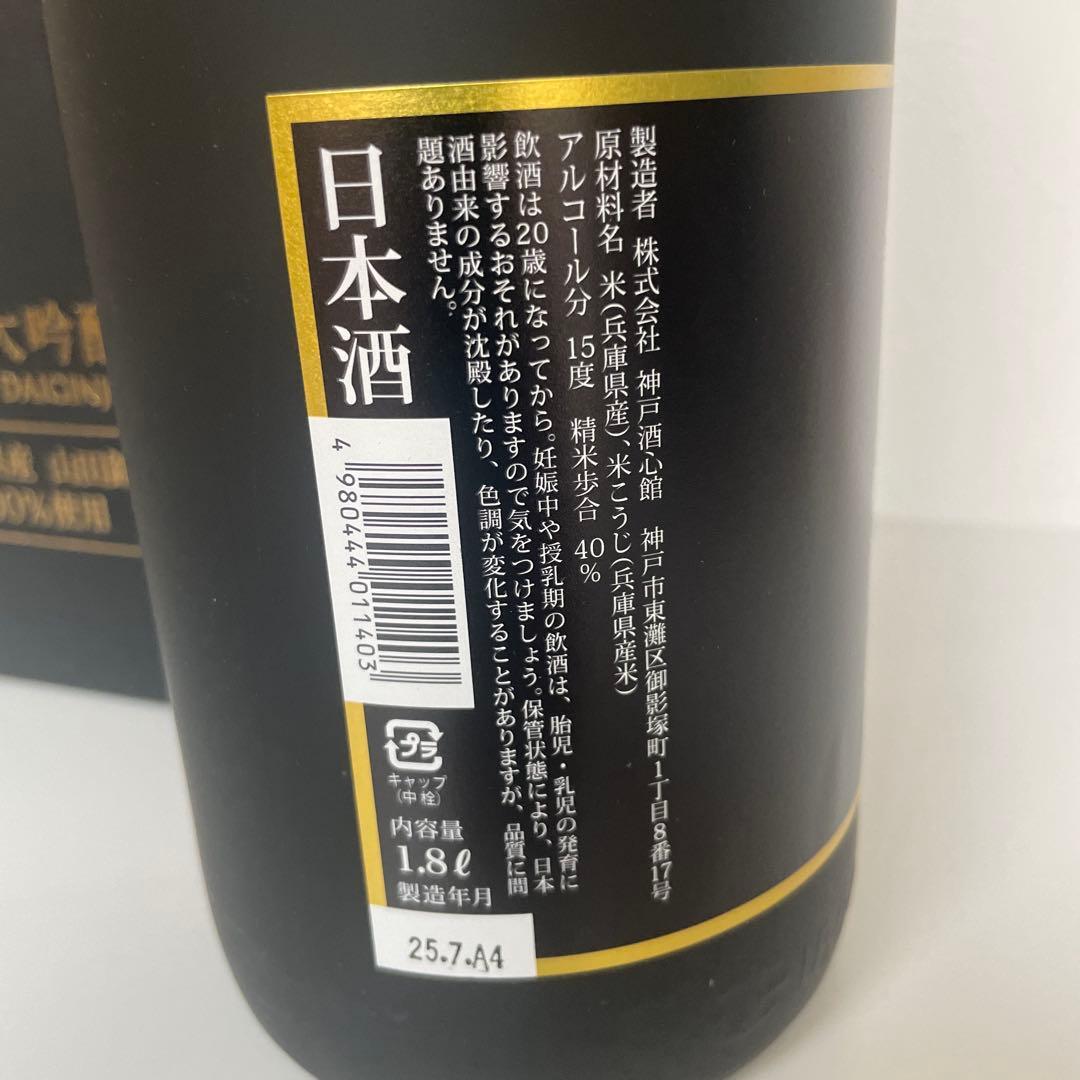 製造者 株式会社 神戸酒心館 神戸市東灘区御影塚町1丁目8番17号
原材料名 米(兵庫県産)、米こうじ(兵庫県産米)
アルコール分 15度 精米歩合 40%
飲酒は20歳になってから。妊娠中や授乳期の飲酒は、胎児・乳児の発育に
影響するおそれがありますので気をつけましょう。保管状態により、日本
酒由来の成分が沈殿したり、色調が変化することがありますが、品質に問
題ありません。
日本酒
4980444011403
プラ
キャップ
(中栓)
内容量
1.8ℓ
製造年月
25.7.A4
大吟醸
DAIGINJ
産 山田
00%使用